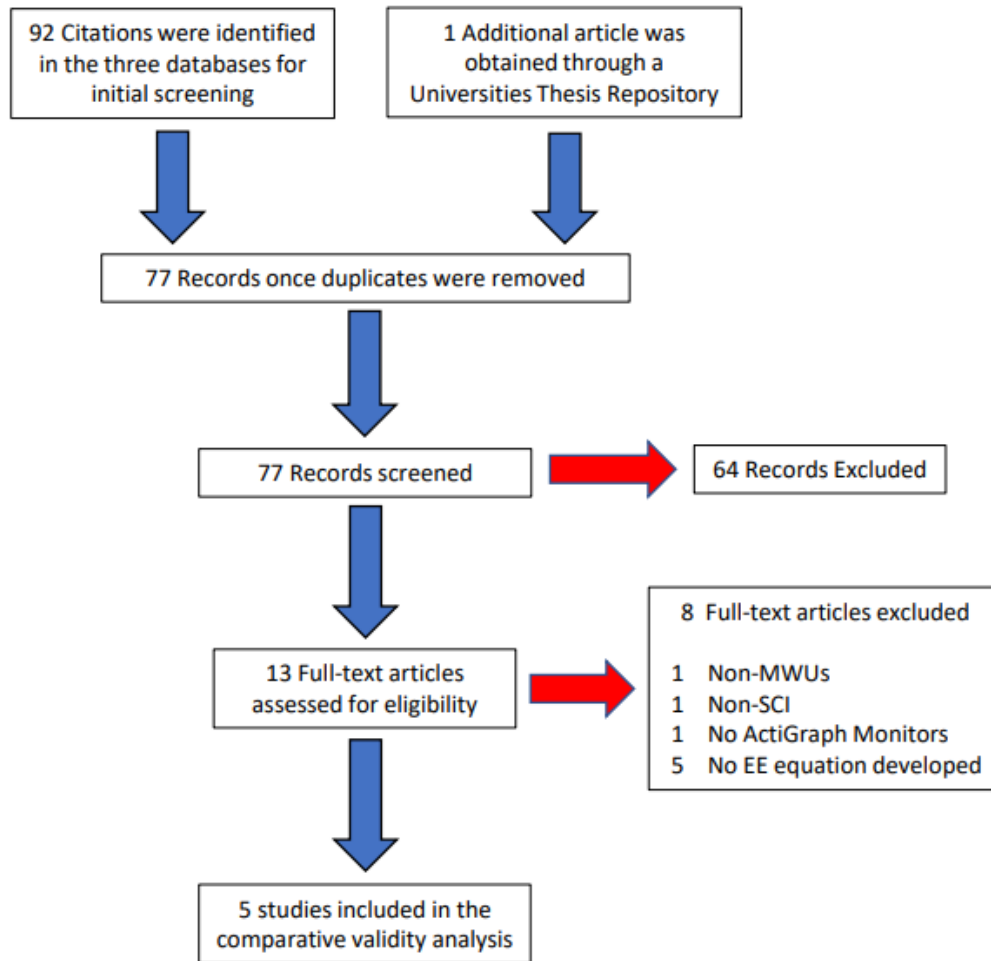 92 Citations were identified
in the three databases for
initial screening
1 Additional article was
obtained through a
Universities Thesis Repository
77 Records once duplicates were removed
77 Records screened
64 Records Excluded
13 Full-text articles
assessed for eligibility
8 Full-text articles excluded
1 Non-MWUs
1 Non-SCI
1 No ActiGraph Monitors
5 No EE equation developed
5 studies included in the
comparative validity analysis